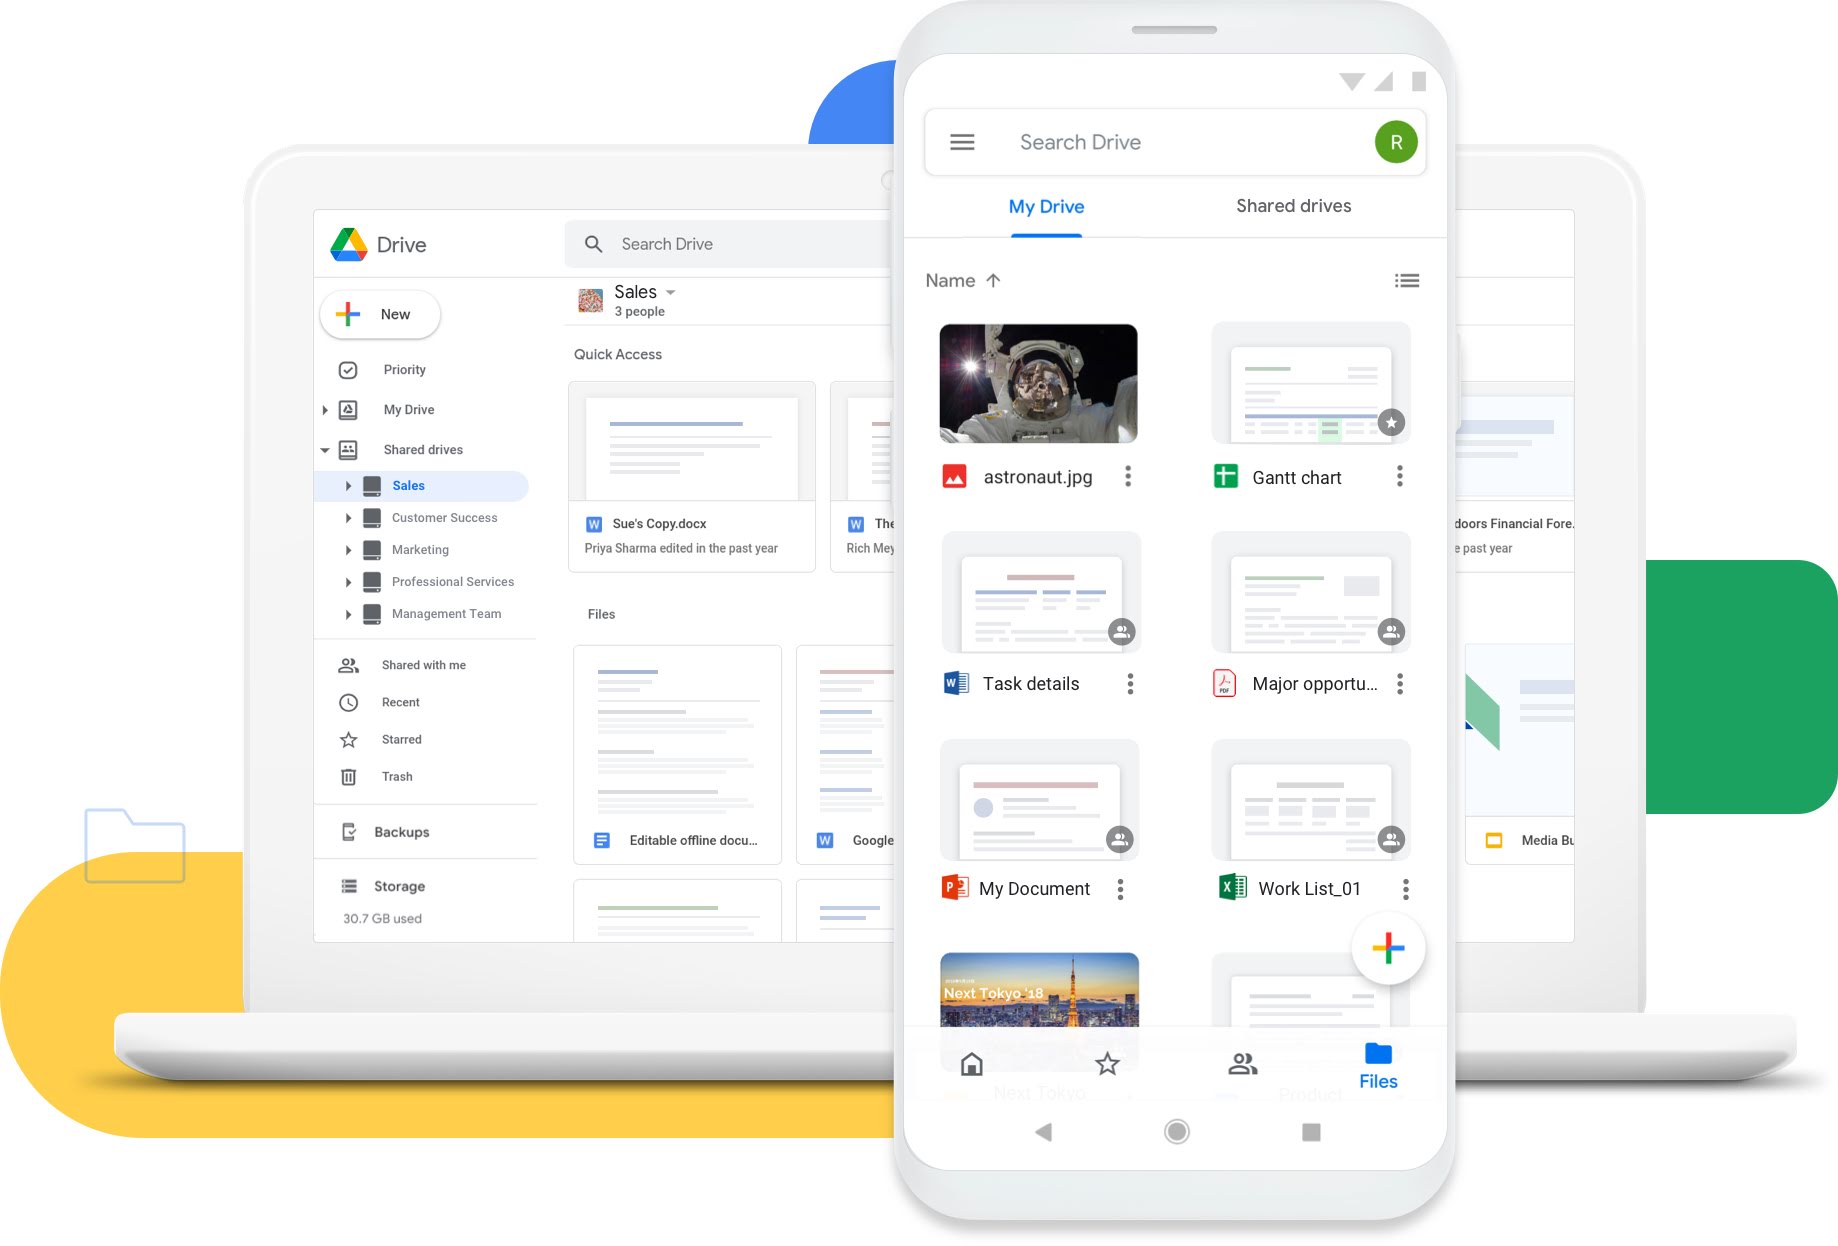 Drive
Search Drive
New
Priority
My Drive
Shared drives
Sales
Customer Success
Marketing
Professional Services
Management Team
Shared with me
Recent
Starred
Trash
Backups
Storage
30.7 GB used
Sales
3 people
Quick Access
W Sue's Copy.docx
Priya Sharma edited in the past year
W The
Rich Mey
doors Financial Fore.
e past year
Files
Editable offline docu...
W Google
Media Bu
Search Drive
R
My Drive
Shared drives
Name
astronaut.jpg
Gantt chart
W Task details
PDF Major opportu...
P My Document
X Work List_01
Next Tokyo '18
Next Tokyo
Product
Files